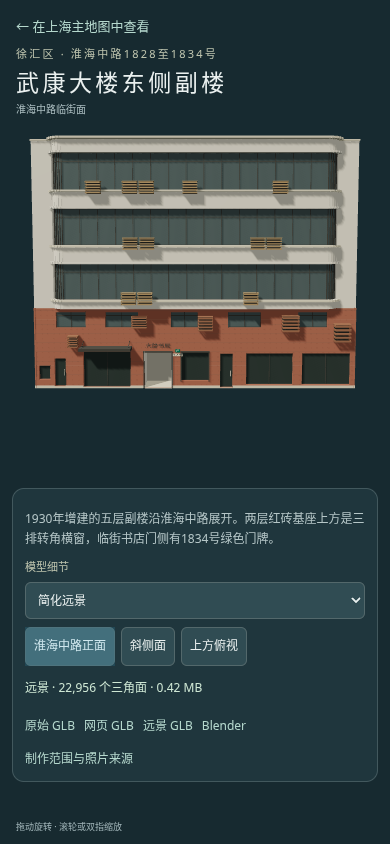 ← 在上海主地图中查看
徐汇区 · 淮海中路1828至1834号
武康大楼东侧副楼
淮海中路临街面
1930年增建的五层副楼沿淮海中路展开。两层红砖基座上方是三
排转角横窗，临街书店门侧有1834号绿色门牌。
模型细节
简化远景
淮海中路正面 斜侧面 上方俯视
远景 · 22,956 个三角面 · 0.42 MB
原始 GLB 网页 GLB 远景 GLB Blender
制作范围与照片来源
拖动旋转 · 滚轮或双指缩放